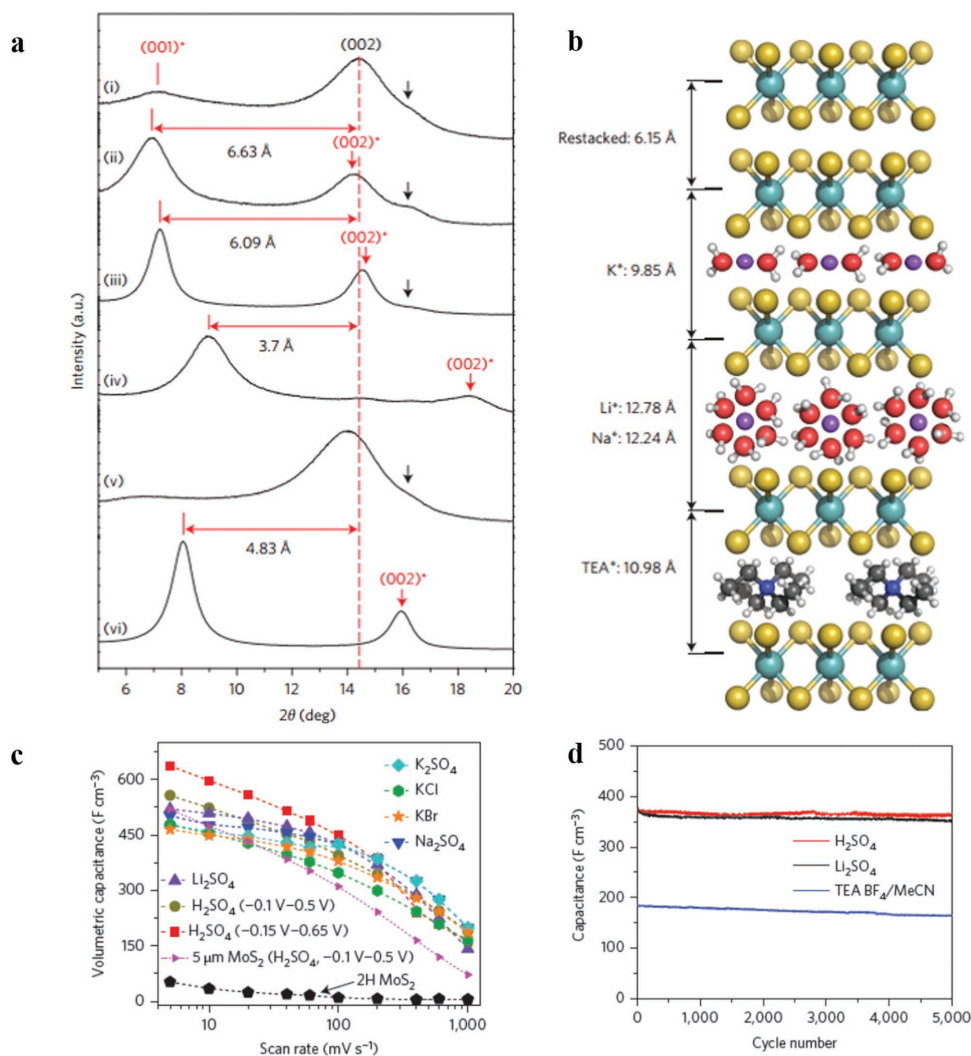 a
(001)*
(002)
(i)
6.63 Å
(002)*
(ii)
6.09 Å
(002)*
(iii)
3.7 Å
(002)*
(iv)
(v)
4.83 Å
(002)*
(vi)
Intensity (a.u.)
6 8 10 12 14 16 18 20
2θ (deg)
b
Restacked: 6.15 Å
K⁺: 9.85 Å
Li⁺: 12.78 Å
Na⁺: 12.24 Å
TEA⁺: 10.98 Å
c
Volumetric capacitance (F cm⁻³)
600
450
300
150
0
K₂SO₄
KCl
KBr
Na₂SO₄
Li₂SO₄
H₂SO₄ (−0.1 V–0.5 V)
H₂SO₄ (−0.15 V–0.65 V)
5 μm MoS₂ (H₂SO₄, −0.1 V–0.5 V)
2H MoS₂
10 100 1,000
Scan rate (mV s⁻¹)
d
Capacitance (F cm⁻³)
500
400
300
200
100
0
H₂SO₄
Li₂SO₄
TEA BF₄/MeCN
0 1,000 2,000 3,000 4,000 5,000
Cycle number